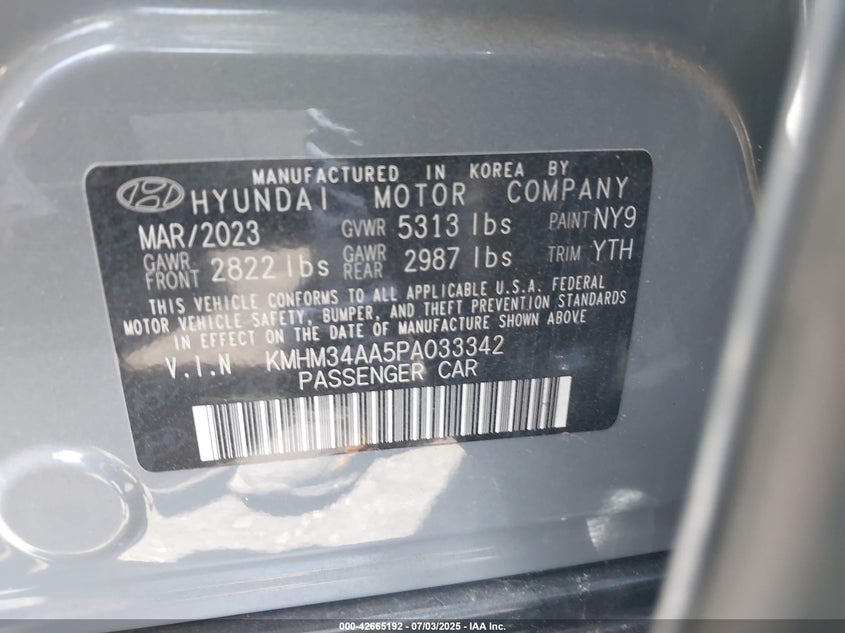 MANUFACTURED IN KOREA BY
HYUNDAI MOTOR COMPANY
MAR/2023 GVWR 5313 lbs PAINT NY9
GAWR FRONT 2822 lbs GAWR REAR 2987 lbs TRIM YTH
THIS VEHICLE CONFORMS TO ALL APPLICABLE U.S.A. FEDERAL
MOTOR VEHICLE SAFETY, BUMPER, AND THEFT PREVENTION STANDARDS
IN EFFECT ON THE DATE OF MANUFACTURE SHOWN ABOVE
V.I.N KMHM34AA5PA033342
PASSENGER CAR
000-42665192 - 07/03/2025 - IAA Inc.